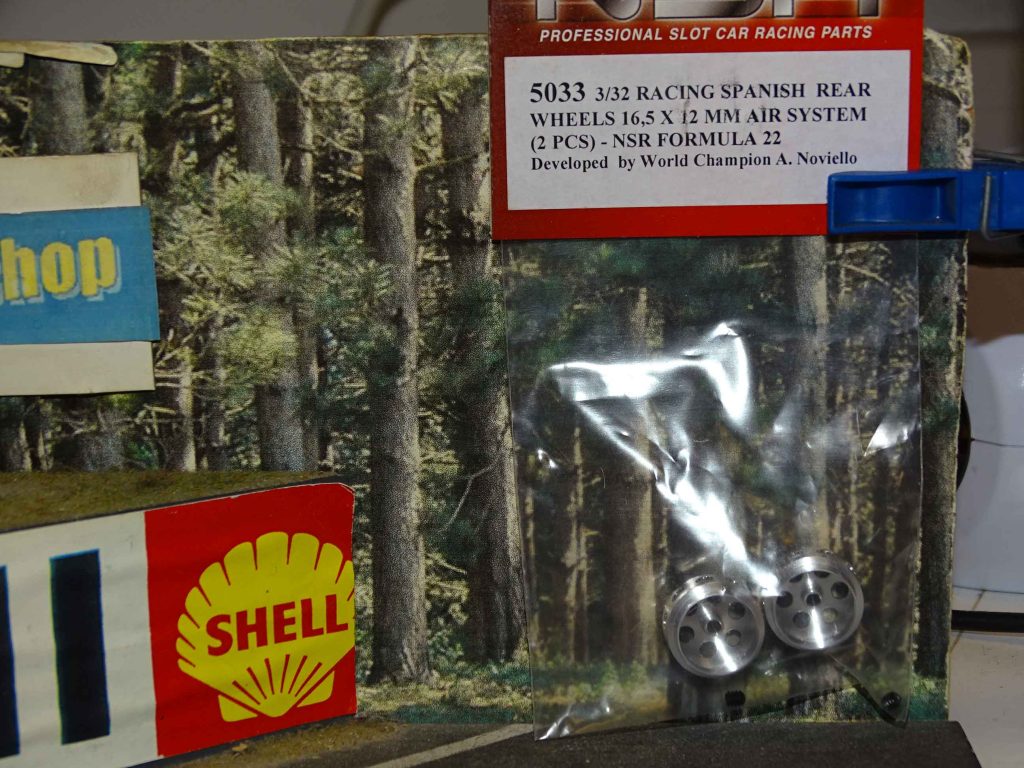 PROFESSIONAL SLOT CAR RACING PARTS
5033 3/32 RACING SPANISH REAR
WHEELS 16,5 X 12 MM AIR SYSTEM
(2 PCS) - NSR FORMULA 22
Developed by World Champion A. Noviello
hop
SHELL